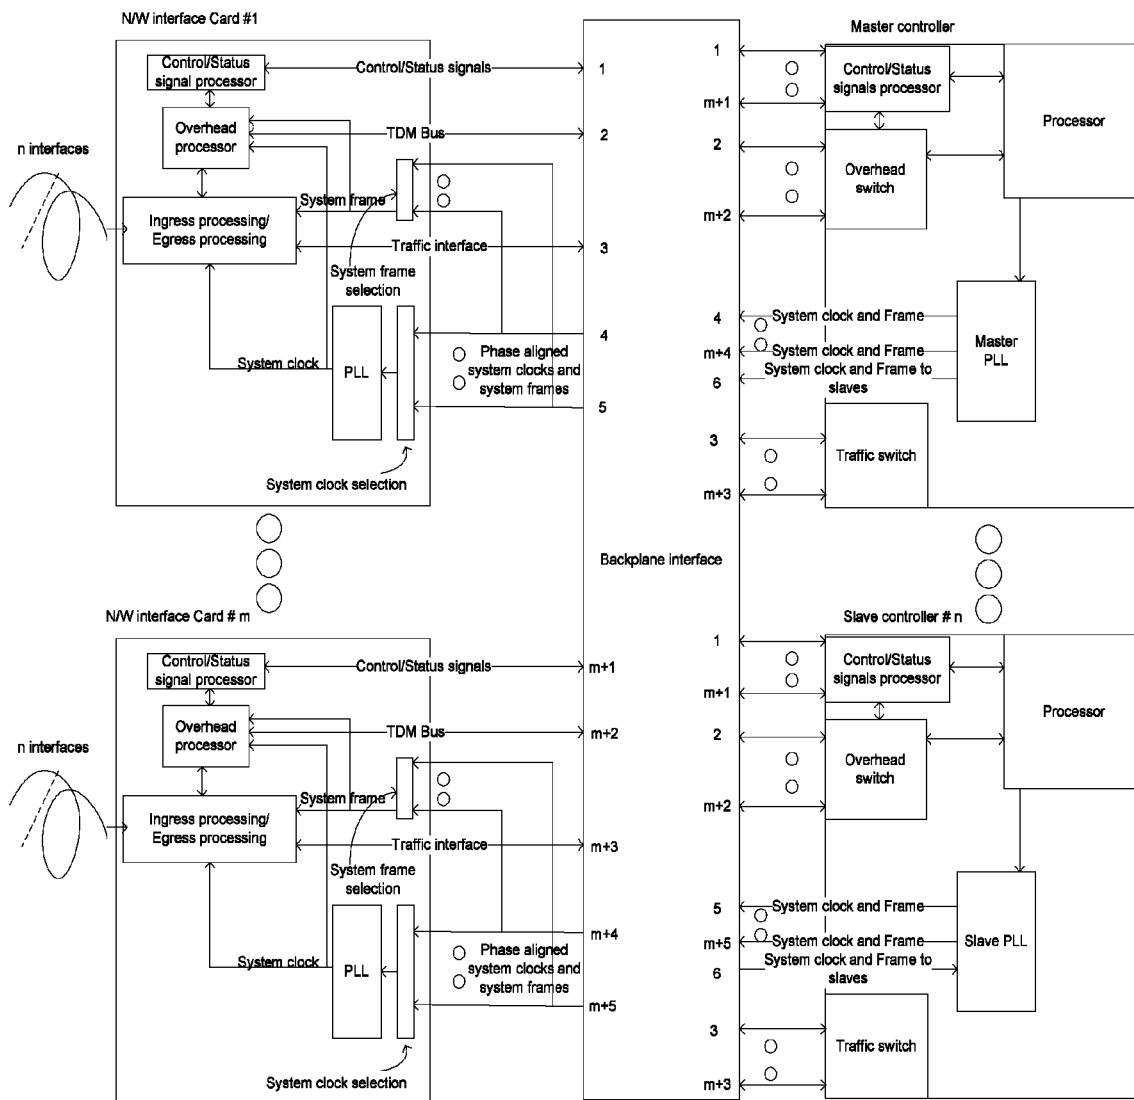 N/W interface Card #1
Master controller
Control/Status
signal processor
Control/Status signals
1
1
Control/Status
signals processor
m+1
Processor
Overhead
processor
TDM Bus
2
2
Overhead
switch
m+2
n interfaces
System frame
Ingress processing/
Egress processing
Traffic interface
3
System frame
selection
4
4
System clock and Frame
m+4
System clock and Frame
6
System clock and Frame to
slaves
Master
PLL
System clock
PLL
Phase aligned
system clocks and
system frames
5
3
Traffic switch
m+3
System clock selection
Backplane interface
N/W interface Card # m
Slave controller # n
Control/Status
signal processor
Control/Status signals
m+1
1
Control/Status
signals processor
m+1
Processor
Overhead
processor
TDM Bus
m+2
2
Overhead
switch
m+2
n interfaces
System frame
Ingress processing/
Egress processing
Traffic interface
m+3
System frame
selection
m+4
5
System clock and Frame
m+5
System clock and Frame
6
System clock and Frame to
slaves
Slave PLL
System clock
PLL
Phase aligned
system clocks and
system frames
m+5
3
Traffic switch
m+3
System clock selection